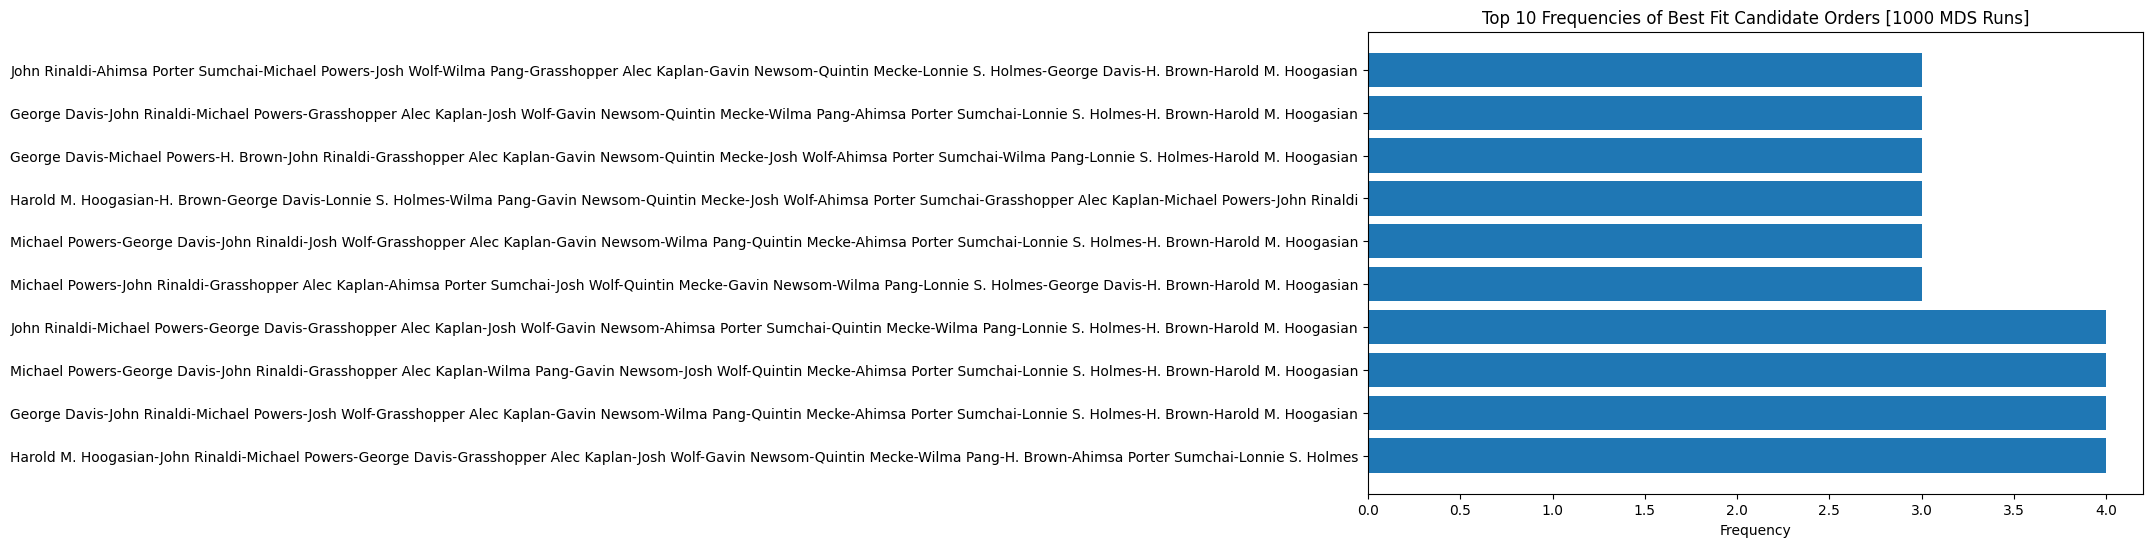 Top 10 Frequencies of Best Fit Candidate Orders [1000 MDS Runs]
John Rinaldi-Ahimsa Porter Sumchai-Michael Powers-Josh Wolf-Wilma Pang-Grasshopper Alec Kaplan-Gavin Newsom-Quintin Mecke-Lonnie S. Holmes-George Davis-H. Brown-Harold M. Hoogasian
George Davis-John Rinaldi-Michael Powers-Grasshopper Alec Kaplan-Josh Wolf-Gavin Newsom-Quintin Mecke-Wilma Pang-Ahimsa Porter Sumchai-Lonnie S. Holmes-H. Brown-Harold M. Hoogasian
George Davis-Michael Powers-H. Brown-John Rinaldi-Grasshopper Alec Kaplan-Gavin Newsom-Quintin Mecke-Josh Wolf-Ahimsa Porter Sumchai-Wilma Pang-Lonnie S. Holmes-Harold M. Hoogasian
Harold M. Hoogasian-H. Brown-George Davis-Lonnie S. Holmes-Wilma Pang-Gavin Newsom-Quintin Mecke-Josh Wolf-Ahimsa Porter Sumchai-Grasshopper Alec Kaplan-Michael Powers-John Rinaldi
Michael Powers-George Davis-John Rinaldi-Josh Wolf-Grasshopper Alec Kaplan-Gavin Newsom-Wilma Pang-Quintin Mecke-Ahimsa Porter Sumchai-Lonnie S. Holmes-H. Brown-Harold M. Hoogasian
Michael Powers-John Rinaldi-Grasshopper Alec Kaplan-Ahimsa Porter Sumchai-Josh Wolf-Quintin Mecke-Gavin Newsom-Wilma Pang-Lonnie S. Holmes-George Davis-H. Brown-Harold M. Hoogasian
John Rinaldi-Michael Powers-George Davis-Grasshopper Alec Kaplan-Josh Wolf-Gavin Newsom-Ahimsa Porter Sumchai-Quintin Mecke-Wilma Pang-Lonnie S. Holmes-H. Brown-Harold M. Hoogasian
Michael Powers-George Davis-John Rinaldi-Grasshopper Alec Kaplan-Wilma Pang-Gavin Newsom-Josh Wolf-Quintin Mecke-Ahimsa Porter Sumchai-Lonnie S. Holmes-H. Brown-Harold M. Hoogasian
George Davis-John Rinaldi-Michael Powers-Josh Wolf-Grasshopper Alec Kaplan-Gavin Newsom-Wilma Pang-Quintin Mecke-Ahimsa Porter Sumchai-Lonnie S. Holmes-H. Brown-Harold M. Hoogasian
Harold M. Hoogasian-John Rinaldi-Michael Powers-George Davis-Grasshopper Alec Kaplan-Josh Wolf-Gavin Newsom-Quintin Mecke-Wilma Pang-H. Brown-Ahimsa Porter Sumchai-Lonnie S. Holmes
0.0 0.5 1.0 1.5 2.0 2.5 3.0 3.5 4.0
Frequency